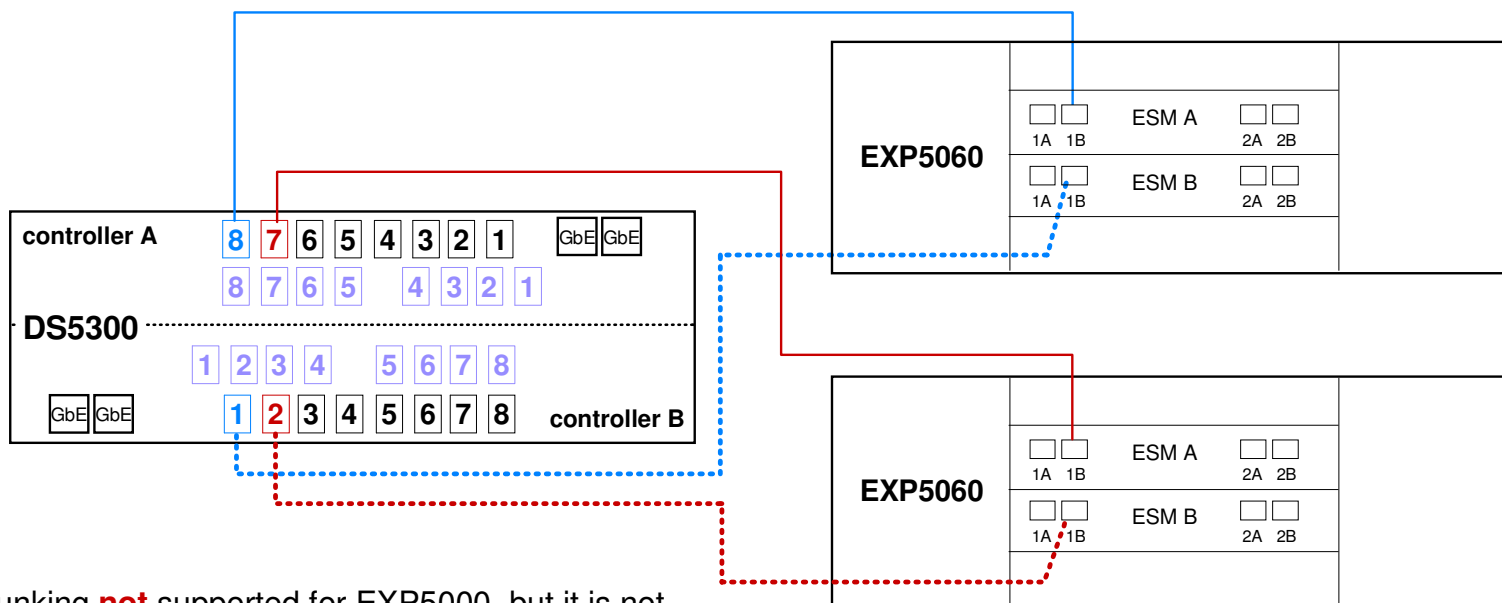 ESM A
1A 1B 2A 2B
EXP5060
ESM B
1A 1B 2A 2B
controller A 8 7 6 5 4 3 2 1 GbE GbE
8 7 6 5 4 3 2 1
DS5300
1 2 3 4 5 6 7 8
GbE GbE 1 2 3 4 5 6 7 8 controller B
ESM A
1A 1B 2A 2B
EXP5060
ESM B
1A 1B 2A 2B
not supported for EXP5000, but it is not